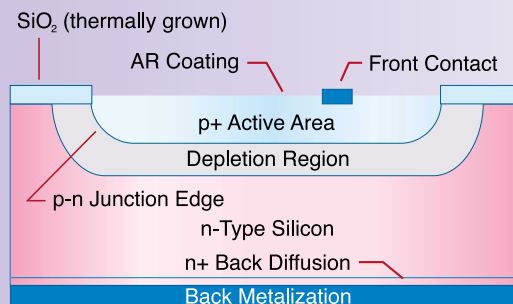 SiO₂ (thermally grown)
AR Coating
Front Contact
p+ Active Area
Depletion Region
p-n Junction Edge
n-Type Silicon
n+ Back Diffusion
Back Metalization